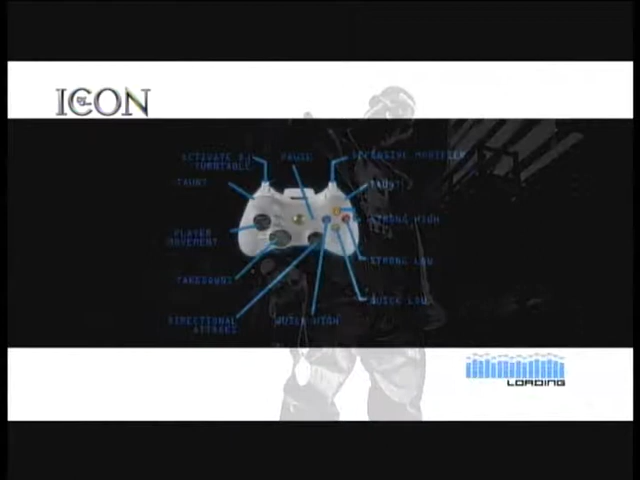 ICON
ACTIVATE DJ
TURNTABLE
PAUSE
OFFENSIVE MODIFIER
TAUNT
TAUNT
STRONG HIGH
PLAYER
MOVEMENT
STRONG LOW
TAKEDOWNS
QUICK LOW
DIRECTIONAL
ATTACKS
QUICK HIGH
LOADING